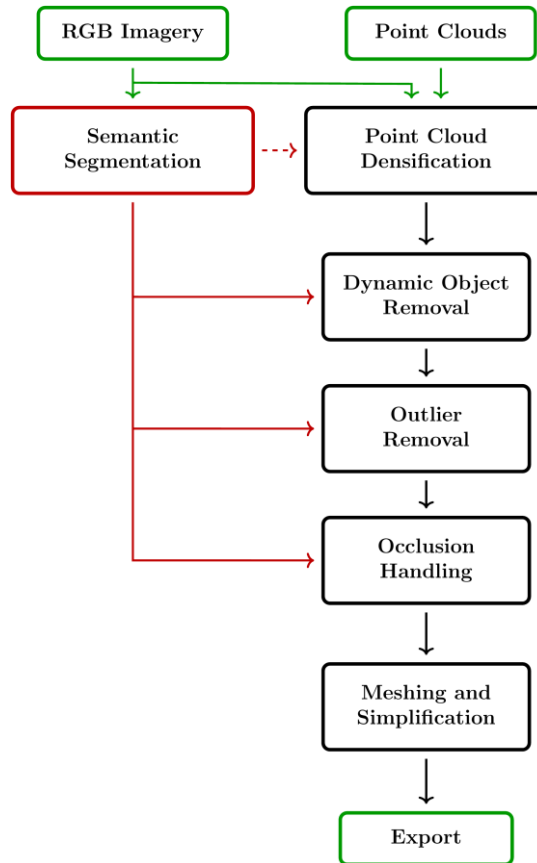 RGB Imagery
Point Clouds
Semantic
Segmentation
Point Cloud
Densification
Dynamic Object
Removal
Outlier
Removal
Occlusion
Handling
Meshing and
Simplification
Export